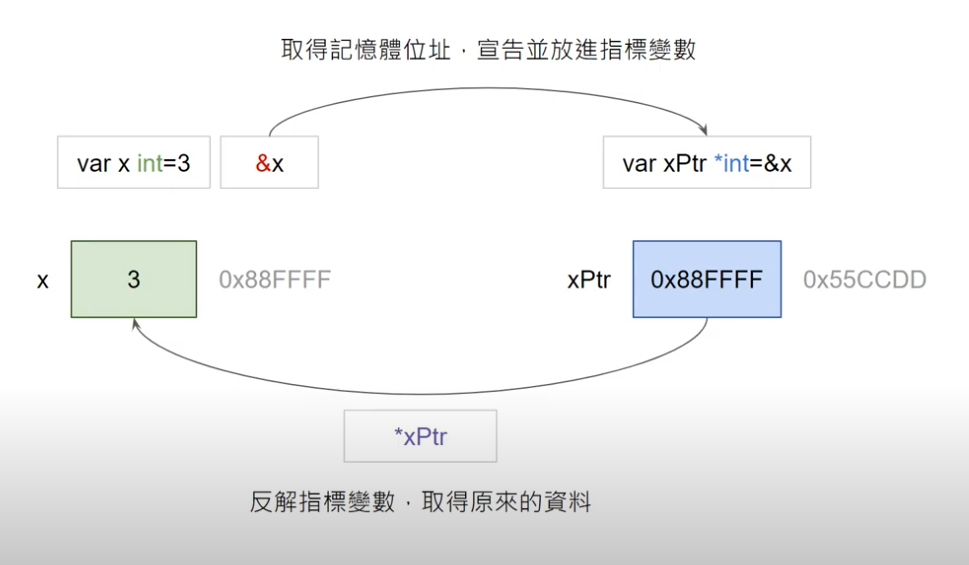 取得記憶體位址，宣告並放進指標變數
var x int=3
&x
var xPtr *int=&x
x
3
0x88FFFF
xPtr
0x88FFFF
0x55CCDD
*xPtr
反解指標變數，取得原來的資料